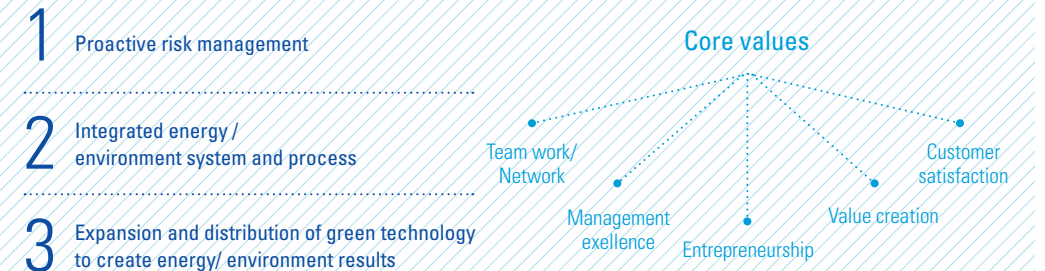 1
Proactive risk management
2
Integrated energy /
environment system and process
3
Expansion and distribution of green technology
to create energy/ environment results
Core values
Team work/
Network
Management
exellence
Entrepreneurship
Value creation
Customer
satisfaction